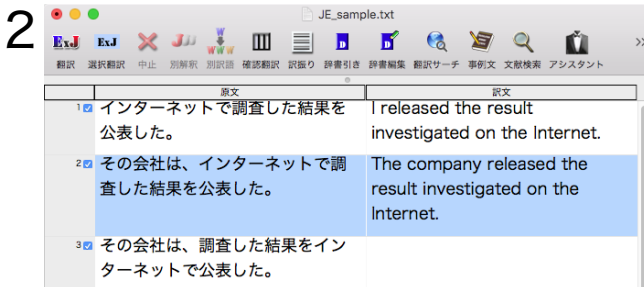 2
JE_sample.txt
翻訳 選択翻訳 中止 別解釈 別訳語 確認翻訳 訳振り 辞書引き 辞書編集 翻訳サーチ 事例文 文献検索 アシスタント
原文 訳文
1 インターネットで調査した結果を
公表した。
I released the result
investigated on the Internet.
2 その会社は、インターネットで調
査した結果を公表した。
The company released the
result investigated on the
Internet.
3 その会社は、調査した結果をイン
ターネットで公表した。